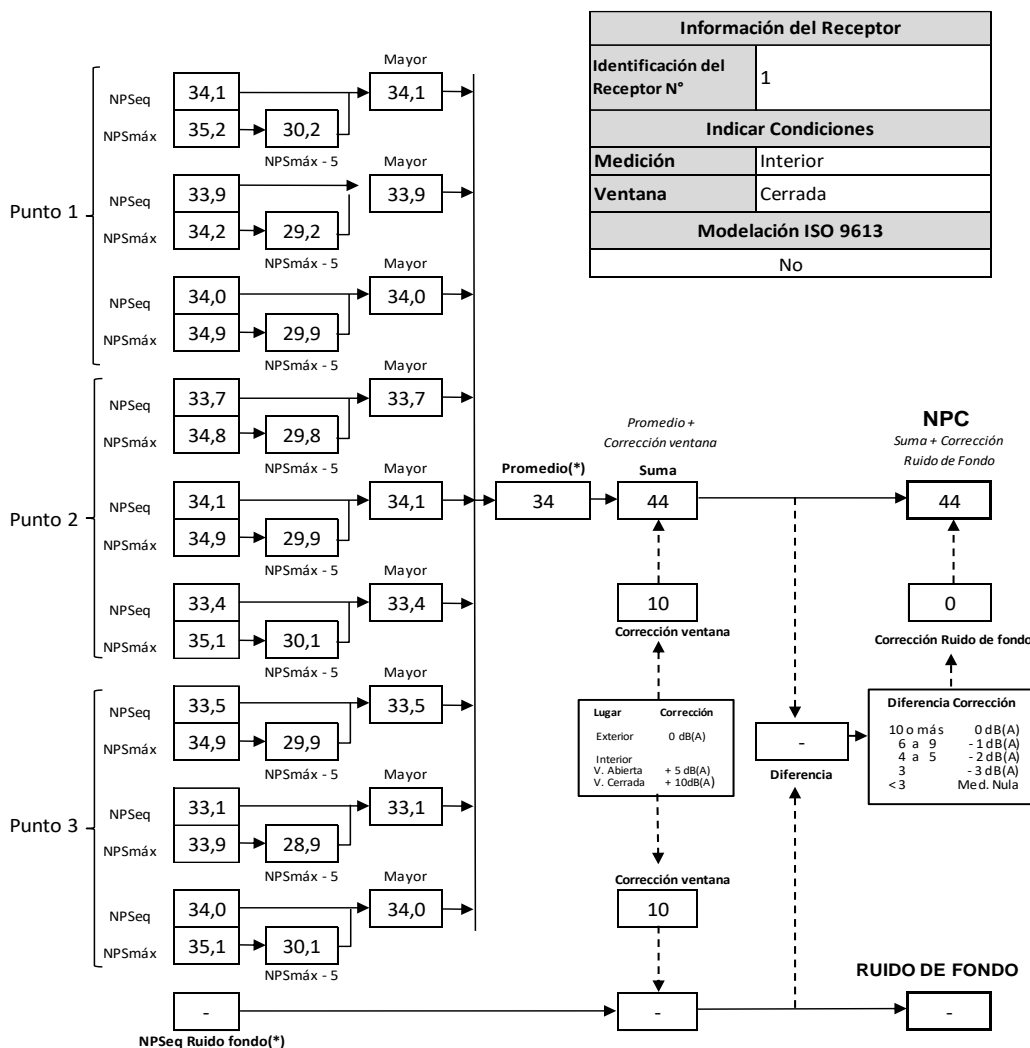 Información del Receptor
Identificación del
Receptor N°
1
Indicar Condiciones
Medición
Interior
Ventana
Cerrada
Modelación ISO 9613
No
Punto 1
Mayor
NPSeq
34,1
34,1
NPSmáx
35,2
30,2
NPSmáx - 5
Mayor
NPSeq
33,9
33,9
NPSmáx
34,2
29,2
NPSmáx - 5
Mayor
NPSeq
34,0
34,0
NPSmáx
34,9
29,9
NPSmáx - 5
Punto 2
Mayor
NPSeq
33,7
33,7
NPSmáx
34,8
29,8
NPSmáx - 5
Mayor
NPSeq
34,1
34,1
NPSmáx
34,9
29,9
NPSmáx - 5
Mayor
NPSeq
33,4
33,4
NPSmáx
35,1
30,1
NPSmáx - 5
Punto 3
Mayor
NPSeq
33,5
33,5
NPSmáx
34,9
29,9
NPSmáx - 5
Mayor
NPSeq
33,1
33,1
NPSmáx
33,9
28,9
NPSmáx - 5
Mayor
NPSeq
34,0
34,0
NPSmáx
35,1
30,1
NPSmáx - 5
Promedio(*)
34
Promedio +
Corrección ventana
Suma
44
10
Corrección ventana
Lugar Corrección
Exterior 0 dB(A)
Interior
V. Abierta + 5 dB(A)
V. Cerrada + 10dB(A)
Corrección ventana
10
NPC
Suma + Corrección
Ruido de Fondo
44
0
Corrección Ruido de fondo
Diferencia Corrección
10 o más 0 dB(A)
6 a 9 - 1 dB(A)
4 a 5 - 2 dB(A)
3 - 3 dB(A)
< 3 Med. Nula
-
Diferencia
RUIDO DE FONDO
-
-
-
NPSeq Ruido fondo(*)